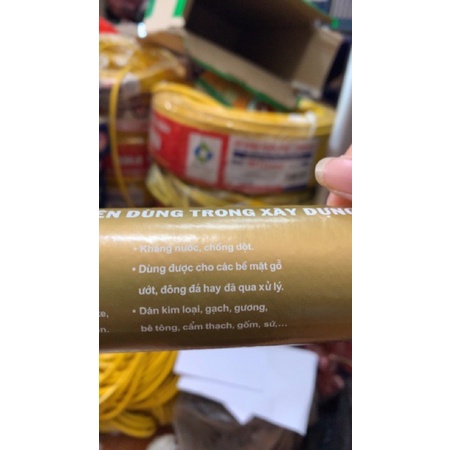 ÊN DÙNG TRONG XÂY DỰNG
• Kháng nước, chống dột.
• Dùng được cho các bề mặt gỗ
ướt, đông đá hay đã qua xử lý.
• Dán kim loại, gạch, gương,
bê tông, cẩm thạch, gốm, sứ,...